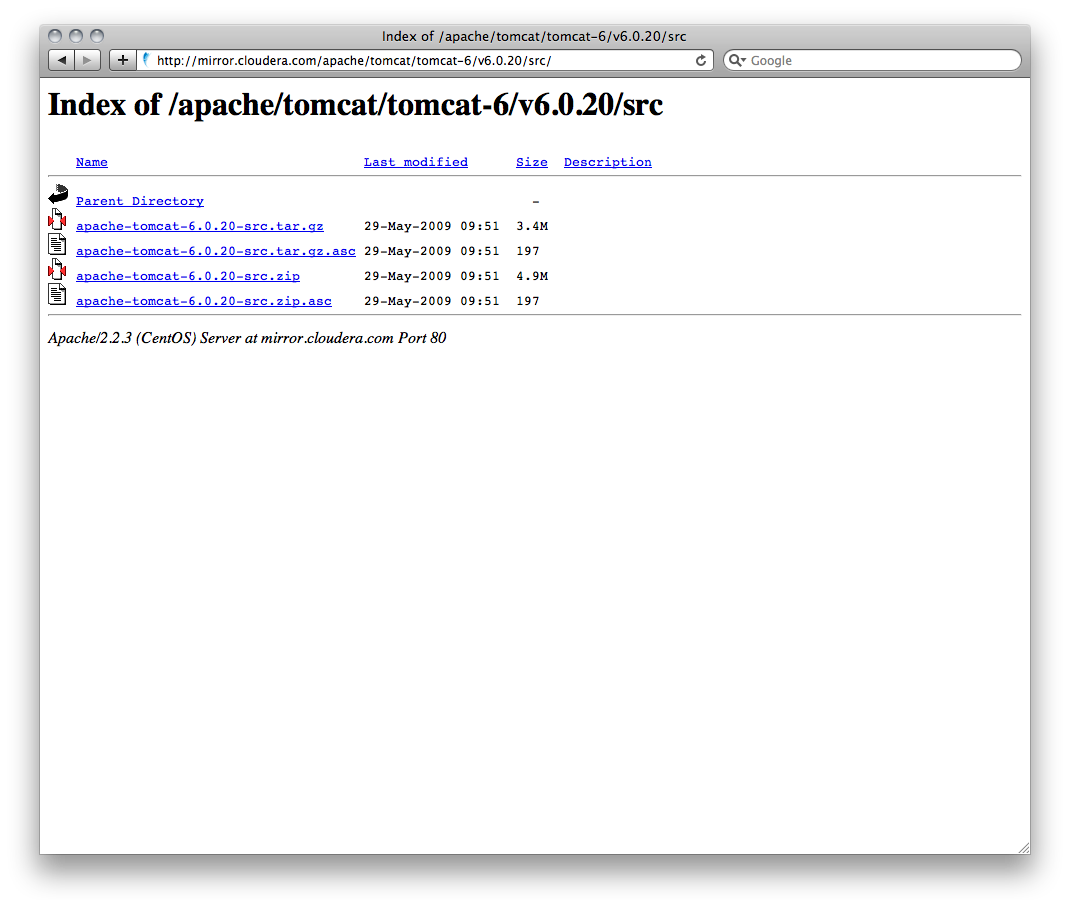 Index of /apache/tomcat/tomcat-6/v6.0.20/src
http://mirror.cloudera.com/apache/tomcat/tomcat-6/v6.0.20/src/ Google
Index of /apache/tomcat/tomcat-6/v6.0.20/src
Name Last modified Size Description
Parent Directory -
apache-tomcat-6.0.20-src.tar.gz 29-May-2009 09:51 3.4M
apache-tomcat-6.0.20-src.tar.gz.asc 29-May-2009 09:51 197
apache-tomcat-6.0.20-src.zip 29-May-2009 09:51 4.9M
apache-tomcat-6.0.20-src.zip.asc 29-May-2009 09:51 197
Apache/2.2.3 (CentOS) Server at mirror.cloudera.com Port 80